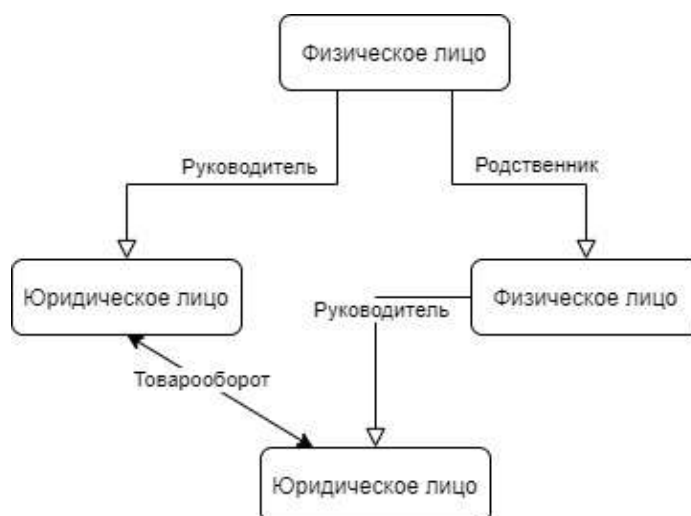 Физическое лицо
Руководитель
Родственник
Юридическое лицо
Физическое лицо
Руководитель
Товарооборот
Юридическое лицо